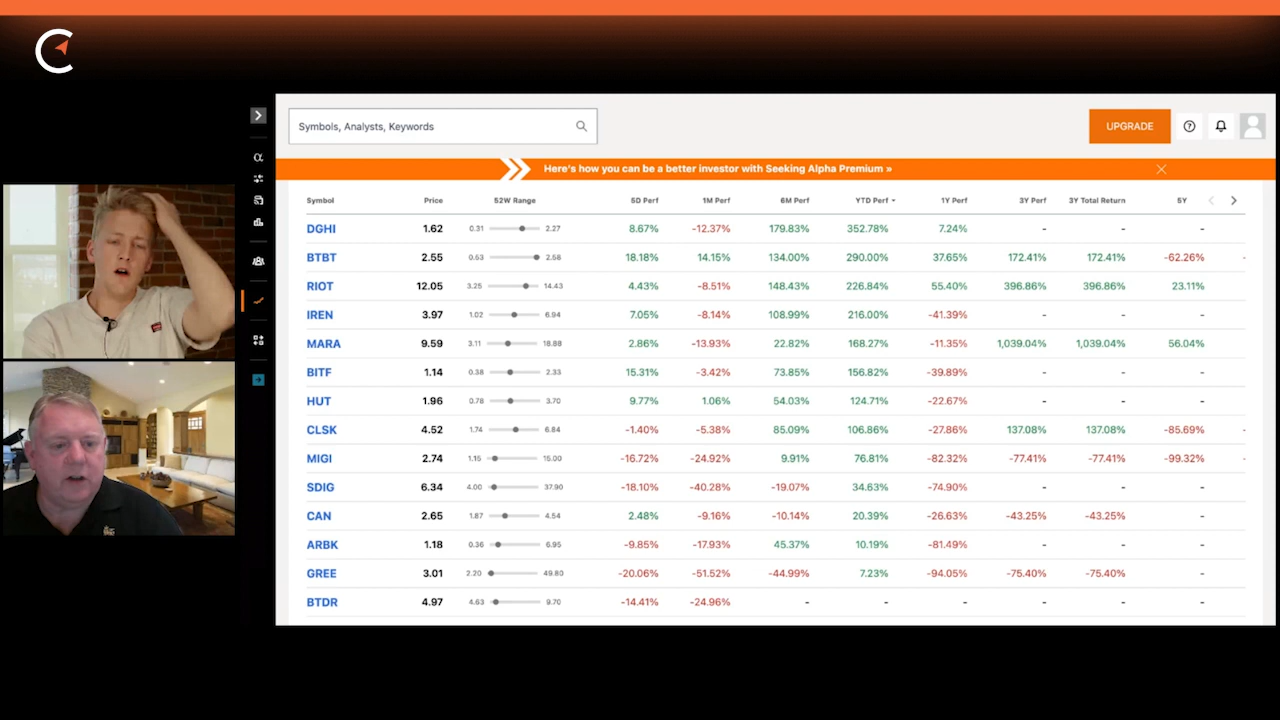 Symbols, Analysts, Keywords
UPGRADE
Here's how you can be a better investor with Seeking Alpha Premium »
Symbol Price 52W Range 5D Perf 1M Perf 6M Perf YTD Perf 1Y Perf 3Y Perf 3Y Total Return 5Y
DGHI 1.62 0.31 2.27 8.67% -12.37% 179.83% 352.78% 7.24% - - -
BTBT 2.55 0.53 2.58 18.18% 14.15% 134.00% 290.00% 37.65% 172.41% 172.41% -62.26% -
RIOT 12.05 3.25 14.43 4.43% -8.51% 148.43% 226.84% 55.40% 396.86% 396.86% 23.11%
IREN 3.97 1.02 6.94 7.05% -8.14% 108.99% 216.00% -41.39% - - -
MARA 9.59 3.11 18.88 2.86% -13.93% 22.82% 168.27% -11.35% 1,039.04% 1,039.04% 56.04%
BITF 1.14 0.38 2.33 15.31% -3.42% 73.85% 156.82% -39.89% - - -
HUT 1.96 0.78 3.70 9.77% 1.06% 54.03% 124.71% -22.67% - - -
CLSK 4.52 1.74 6.84 -1.40% -5.38% 85.09% 106.86% -27.86% 137.08% 137.08% -85.69% -
MIGI 2.74 1.15 15.00 -16.72% -24.92% 9.91% 76.81% -82.32% -77.41% -77.41% -99.32%
SDIG 6.34 4.00 37.90 -18.10% -40.28% -19.07% 34.63% -74.90% - - -
CAN 2.65 1.87 4.54 2.48% -9.16% -10.14% 20.39% -26.63% -43.25% -43.25% -
ARBK 1.18 0.36 6.95 -9.85% -17.93% 45.37% 10.19% -81.49% - - -
GREE 3.01 2.20 49.80 -20.06% -51.52% -44.99% 7.23% -94.05% -75.40% -75.40% -
BTDR 4.97 4.63 9.70 -14.41% -24.96% - - - - - -